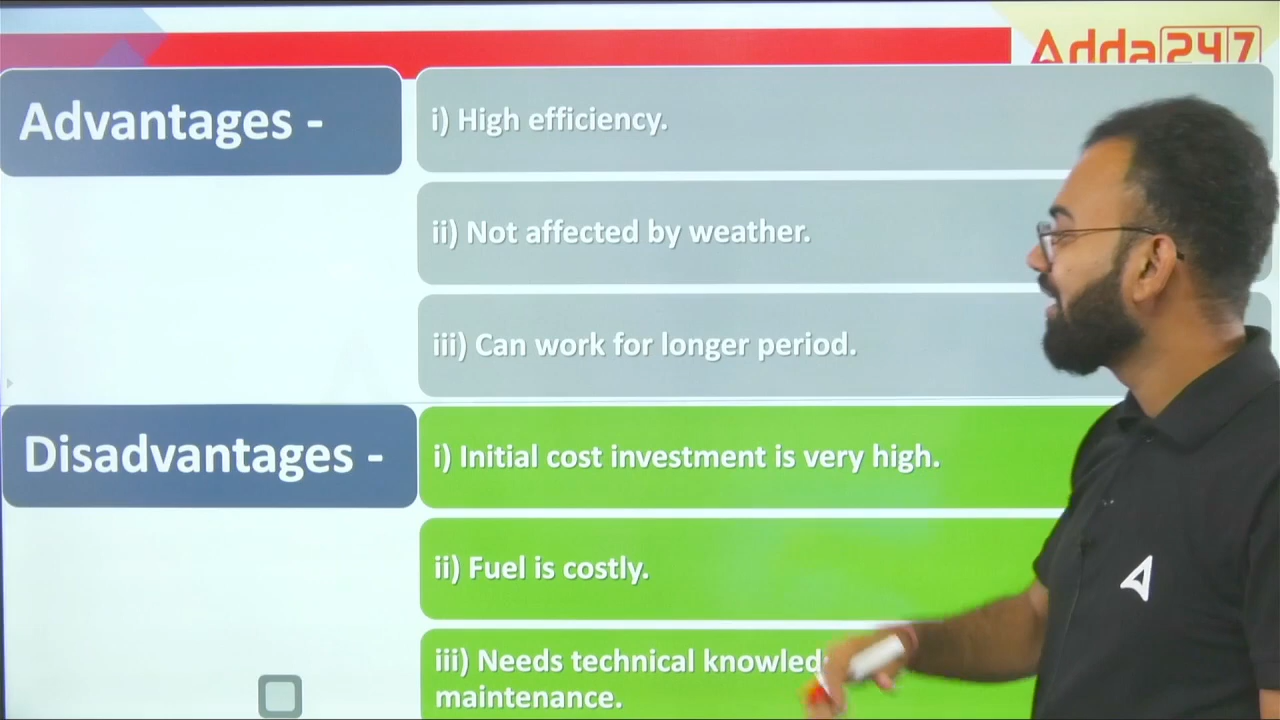 Adda247
Advantages -
i) High efficiency.
ii) Not affected by weather.
iii) Can work for longer period.
Disadvantages -
i) Initial cost investment is very high.
ii) Fuel is costly.
iii) Needs technical
maintenance.